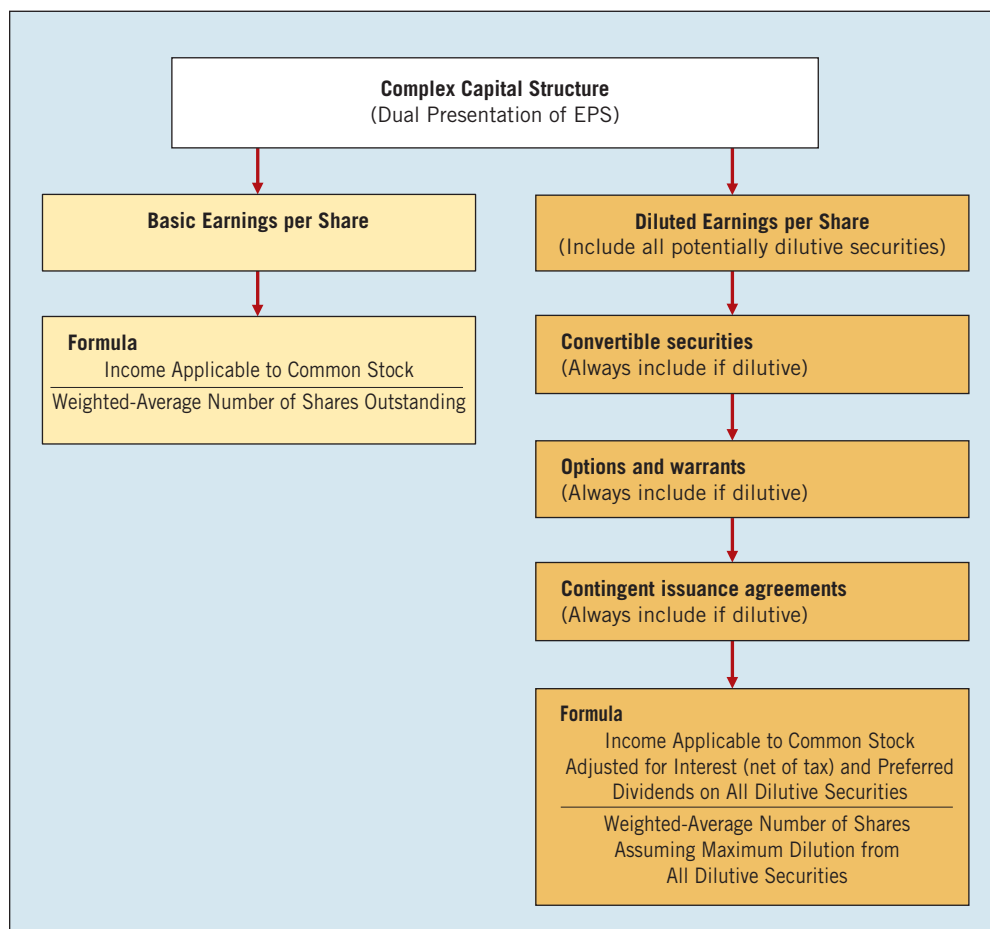 Complex Capital Structure
(Dual Presentation of EPS)
Basic Earnings per Share
Formula
Income Applicable to Common Stock
Weighted-Average Number of Shares Outstanding
Diluted Earnings per Share
(Include all potentially dilutive securities)
Convertible securities
(Always include if dilutive)
Options and warrants
(Always include if dilutive)
Contingent issuance agreements
(Always include if dilutive)
Formula
Income Applicable to Common Stock
Adjusted for Interest (net of tax) and Preferred
Dividends on All Dilutive Securities
Weighted-Average Number of Shares
Assuming Maximum Dilution from
All Dilutive Securities